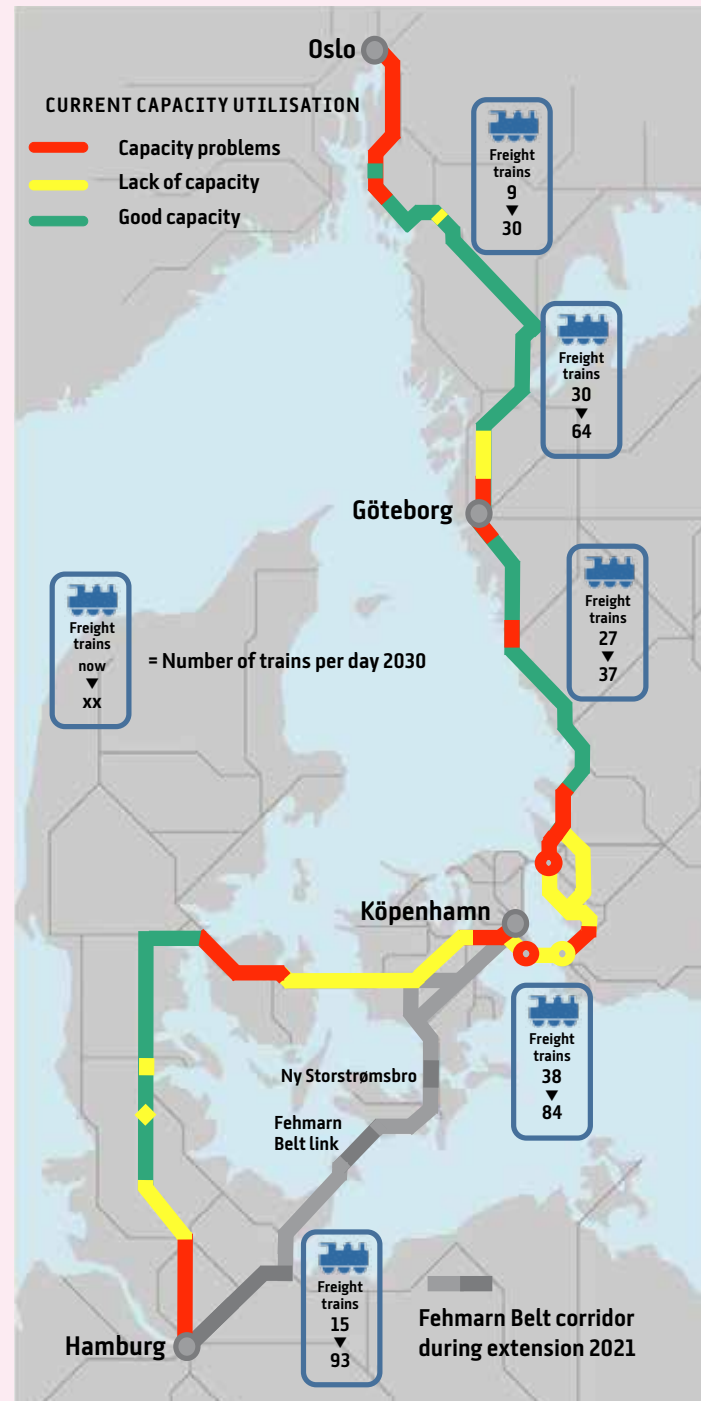 Oslo
CURRENT CAPACITY UTILISATION
Capacity problems
Lack of capacity
Good capacity
Freight
trains
9
▼
30
Freight
trains
30
▼
64
Göteborg
Freight
trains
27
▼
37
Freight
trains
now
▼
xx
= Number of trains per day 2030
Köpenhamn
Freight
trains
38
▼
84
Ny Storstrømsbro
Fehmarn
Belt link
Freight
trains
15
▼
93
Fehmarn Belt corridor
during extension 2021
Hamburg